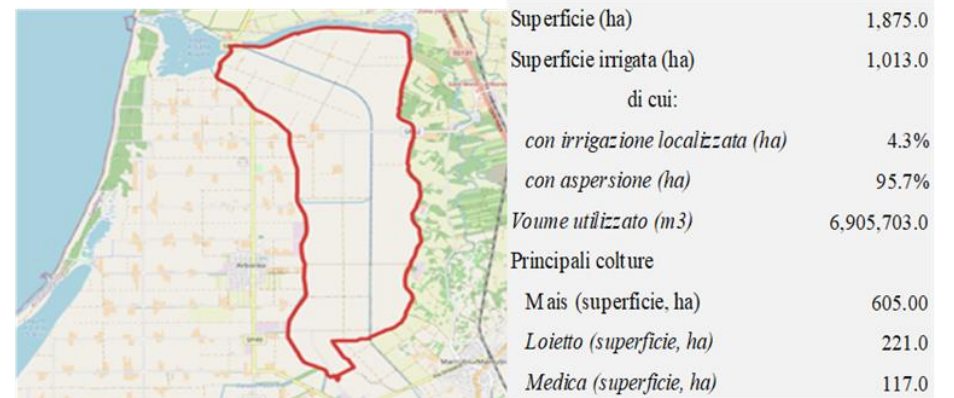 Superficie (ha) 1,875.0
Superficie irrigata (ha) 1,013.0
di cui:
con irrigazione localizzata (ha) 4.3%
con aspersione (ha) 95.7%
Voume utilizzato (m3) 6,905,703.0
Principali colture
Mais (superficie, ha) 605.00
Loietto (superficie, ha) 221.0
Medica (superficie, ha) 117.0
Arborea